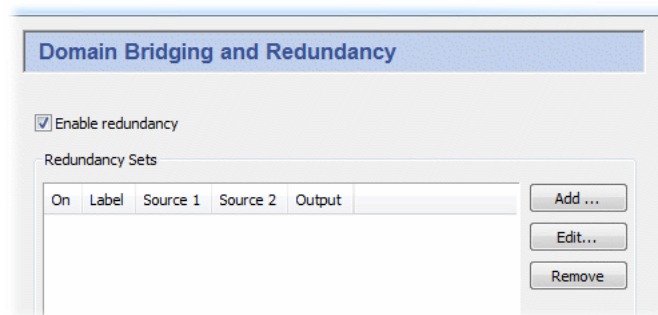 Domain Bridging and Redundancy
Enable redundancy
Redundancy Sets
On Label Source 1 Source 2 Output
Add ...
Edit...
Remove